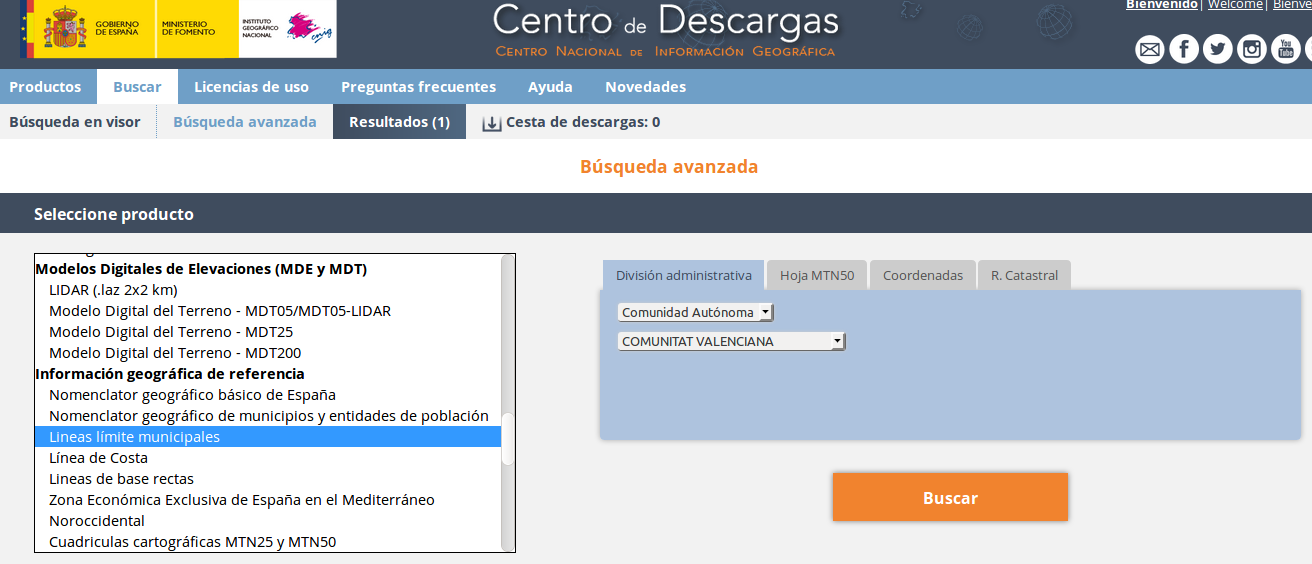 GOBIERNO
DE ESPAÑA
MINISTERIO
DE FOMENTO
INSTITUTO
GEOGRÁFICO
NACIONAL
cnig
Centro de Descargas
Centro Nacional de Información Geográfica
Bienvenido| Welcome| Bienve
You
Tube
Productos
Buscar
Licencias de uso
Preguntas frecuentes
Ayuda
Novedades
Búsqueda en visor
Búsqueda avanzada
Resultados (1)
Cesta de descargas: 0
Búsqueda avanzada
Seleccione producto
Modelos Digitales de Elevaciones (MDE y MDT)
LIDAR (.laz 2x2 km)
Modelo Digital del Terreno - MDT05/MDT05-LIDAR
Modelo Digital del Terreno - MDT25
Modelo Digital del Terreno - MDT200
Información geográfica de referencia
Nomenclator geográfico básico de España
Nomenclator geográfico de municipios y entidades de población
Lineas límite municipales
Línea de Costa
Lineas de base rectas
Zona Económica Exclusiva de España en el Mediterráneo
Noroccidental
Cuadriculas cartográficas MTN25 y MTN50
División administrativa
Hoja MTN50
Coordenadas
R. Catastral
Comunidad Autónoma
COMUNITAT VALENCIANA
Buscar